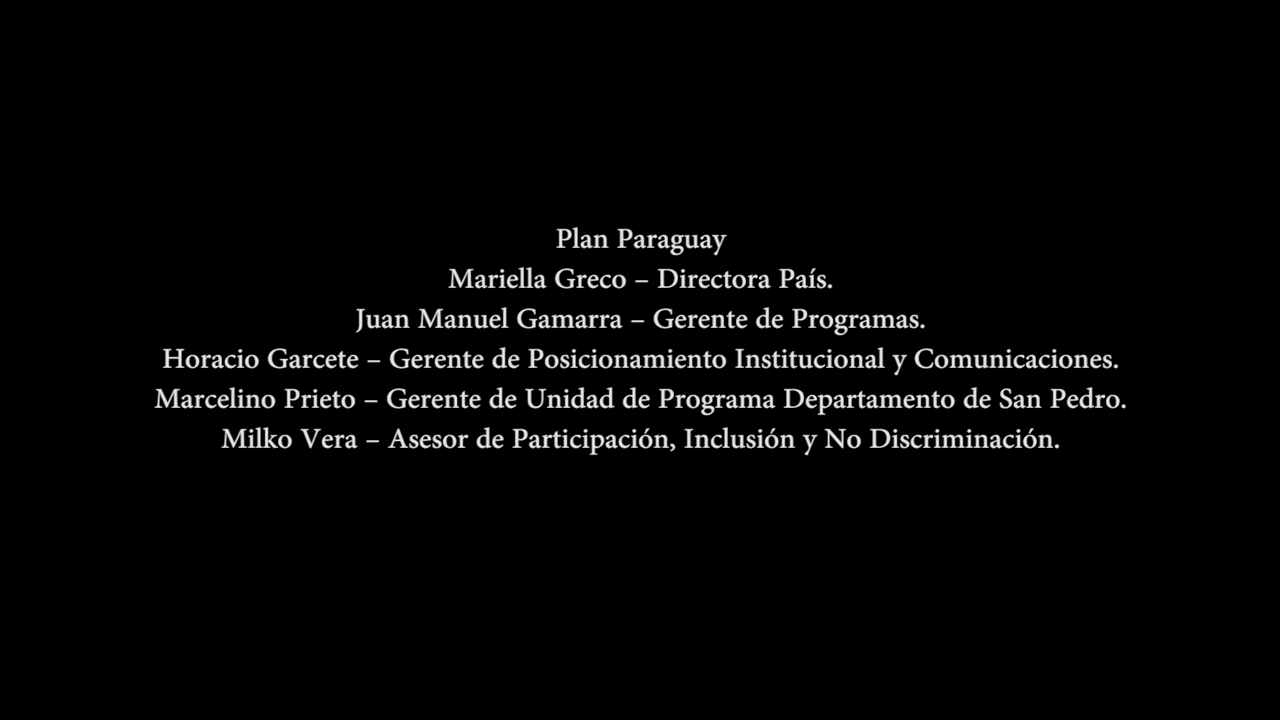 Plan Paraguay
Mariella Greco – Directora País.
Juan Manuel Gamarra – Gerente de Programas.
Horacio Garcete – Gerente de Posicionamiento Institucional y Comunicaciones.
Marcelino Prieto – Gerente de Unidad de Programa Departamento de San Pedro.
Milko Vera – Asesor de Participación, Inclusión y No Discriminación.